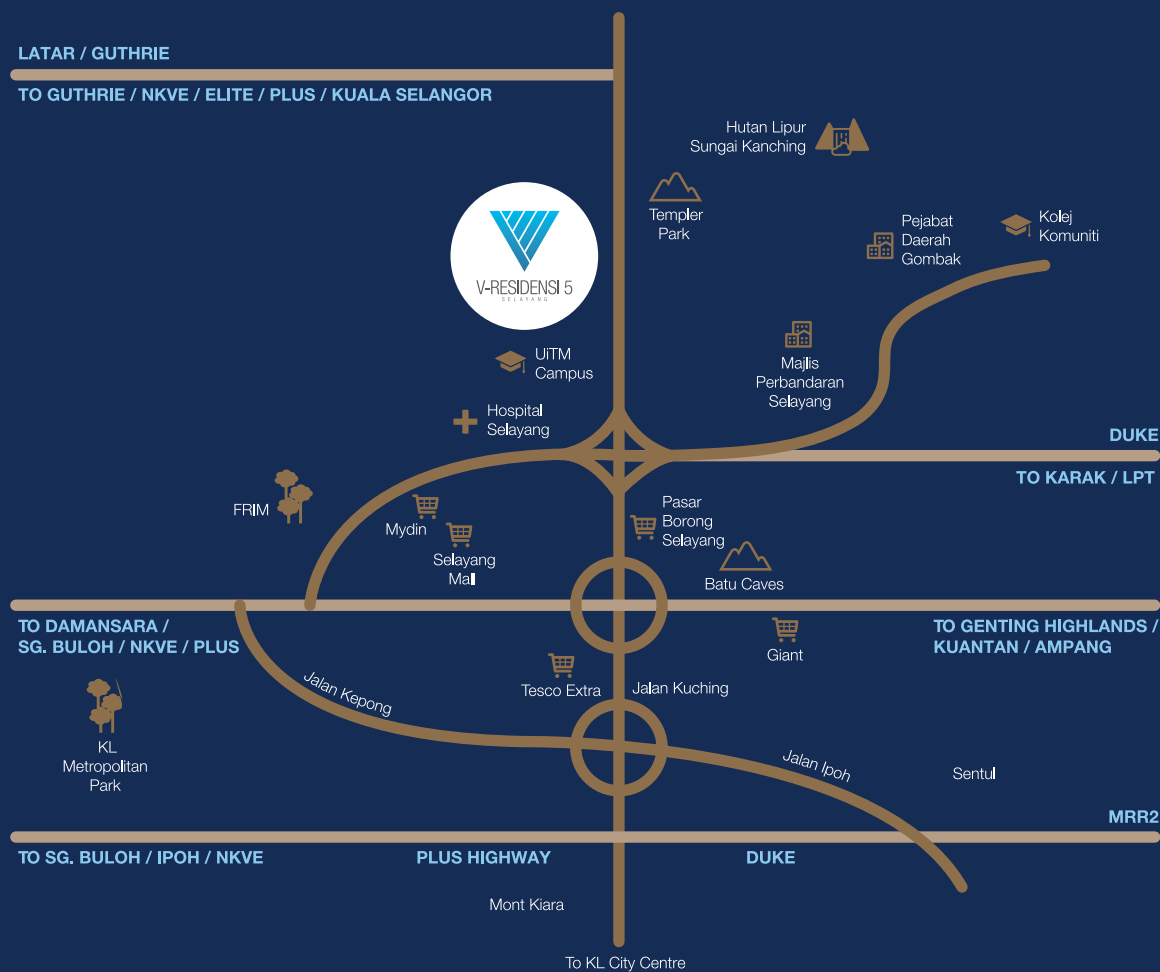 LATAR / GUTHRIE
TO GUTHRIE / NKVE / ELITE / PLUS / KUALA SELANGOR
Hutan Lipur
Sungai Kanching
Templer
Park
Pejabat
Daerah
Gombak
Kolej
Komuniti
V-RESIDENSI 5
SELAYANG
UiTM
Campus
Majlis
Perbandaran
Selayang
Hospital
Selayang
DUKE
TO KARAK / LPT
FRIM
Mydin
Selayang
Mall
Pasar
Borong
Selayang
Batu Caves
TO DAMANSARA /
SG. BULOH / NKVE / PLUS
TO GENTING HIGHLANDS /
KUANTAN / AMPANG
Giant
Tesco Extra
Jalan Kuching
Jalan Kepong
KL
Metropolitan
Park
Jalan Ipoh
Sentul
MRR2
TO SG. BULOH / IPOH / NKVE
PLUS HIGHWAY
DUKE
Mont Kiara
To KL City Centre